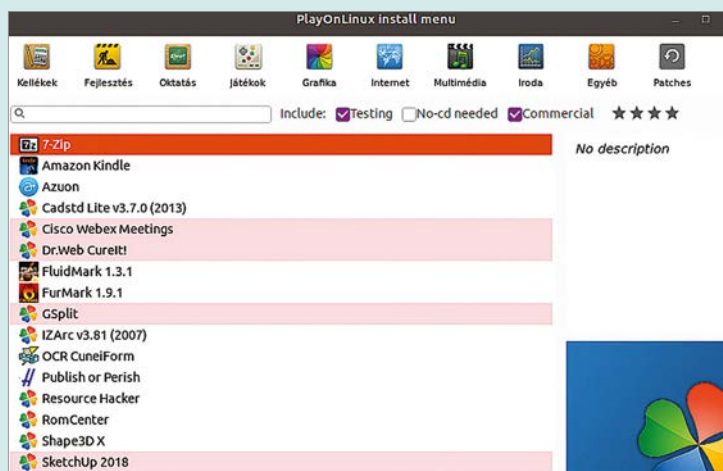 PlayOnLinux install menu
Kellékek Fejlesztés Oktatás Játékok Grafika Internet Multimédia Iroda Egyéb Patches
Include: Testing No-cd needed Commercial
7z 7-Zip
No description
Amazon Kindle
Azuon
Cadstd Lite v3.7.0 (2013)
Cisco Webex Meetings
Dr.Web CureIt!
FluidMark 1.3.1
FurMark 1.9.1
GSplit
IZArc v3.81 (2007)
OCR CuneiForm
Publish or Perish
Resource Hacker
RomCenter
Shape3D X
SketchUp 2018